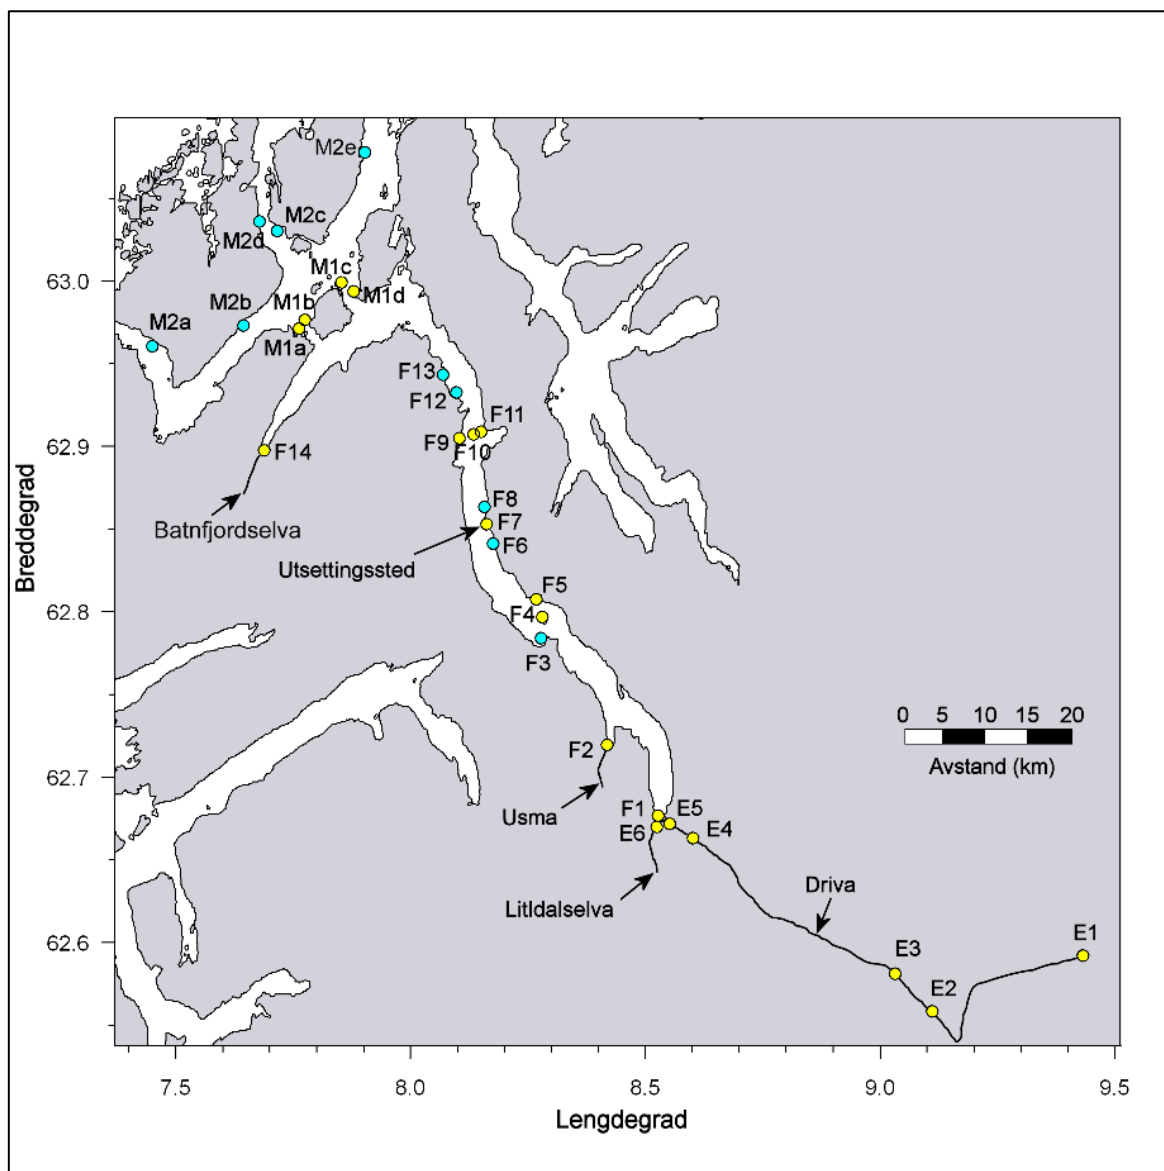 M2e
M2c
M2d
63.0
M1c
M1d
M2b
M1b
M2a
M1a
F13
F12
F11
F9
F10
62.9
F14
F8
Batnfjordselva
F7
F6
Utsettingssted
F5
62.8
F4
F3
0 5 10 15 20
Avstand (km)
F2
62.7
Usma
F1
E5
E6
E4
Driva
Litldalselva
62.6
E3
E1
E2
7.5 8.0 8.5 9.0 9.5
Lengdegrad
Breddegrad